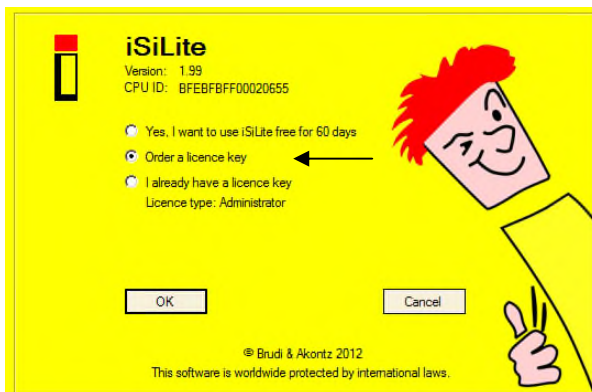 iSiLite
Version: 1.99
CPU ID: BFEBFBFF00020655
Yes, I want to use iSiLite free for 60 days
Order a licence key
I already have a licence key
Licence type: Administrator
OK
Cancel
© Brudi & Akontz 2012
This software is worldwide protected by international laws.